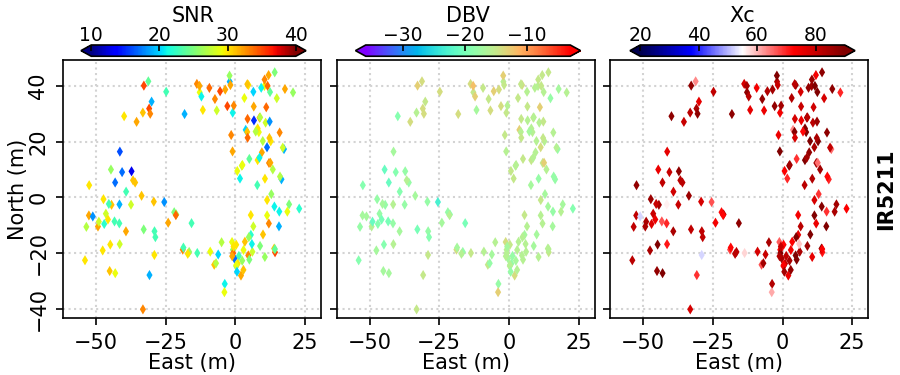 SNR DBV Xc
10 20 30 40 −30 −20 −10 20 40 60 80
North (m)
40
20
0
−20
−40
−50 −25 0 25 −50 −25 0 25 −50 −25 0 25
East (m) East (m) East (m)
IR5211